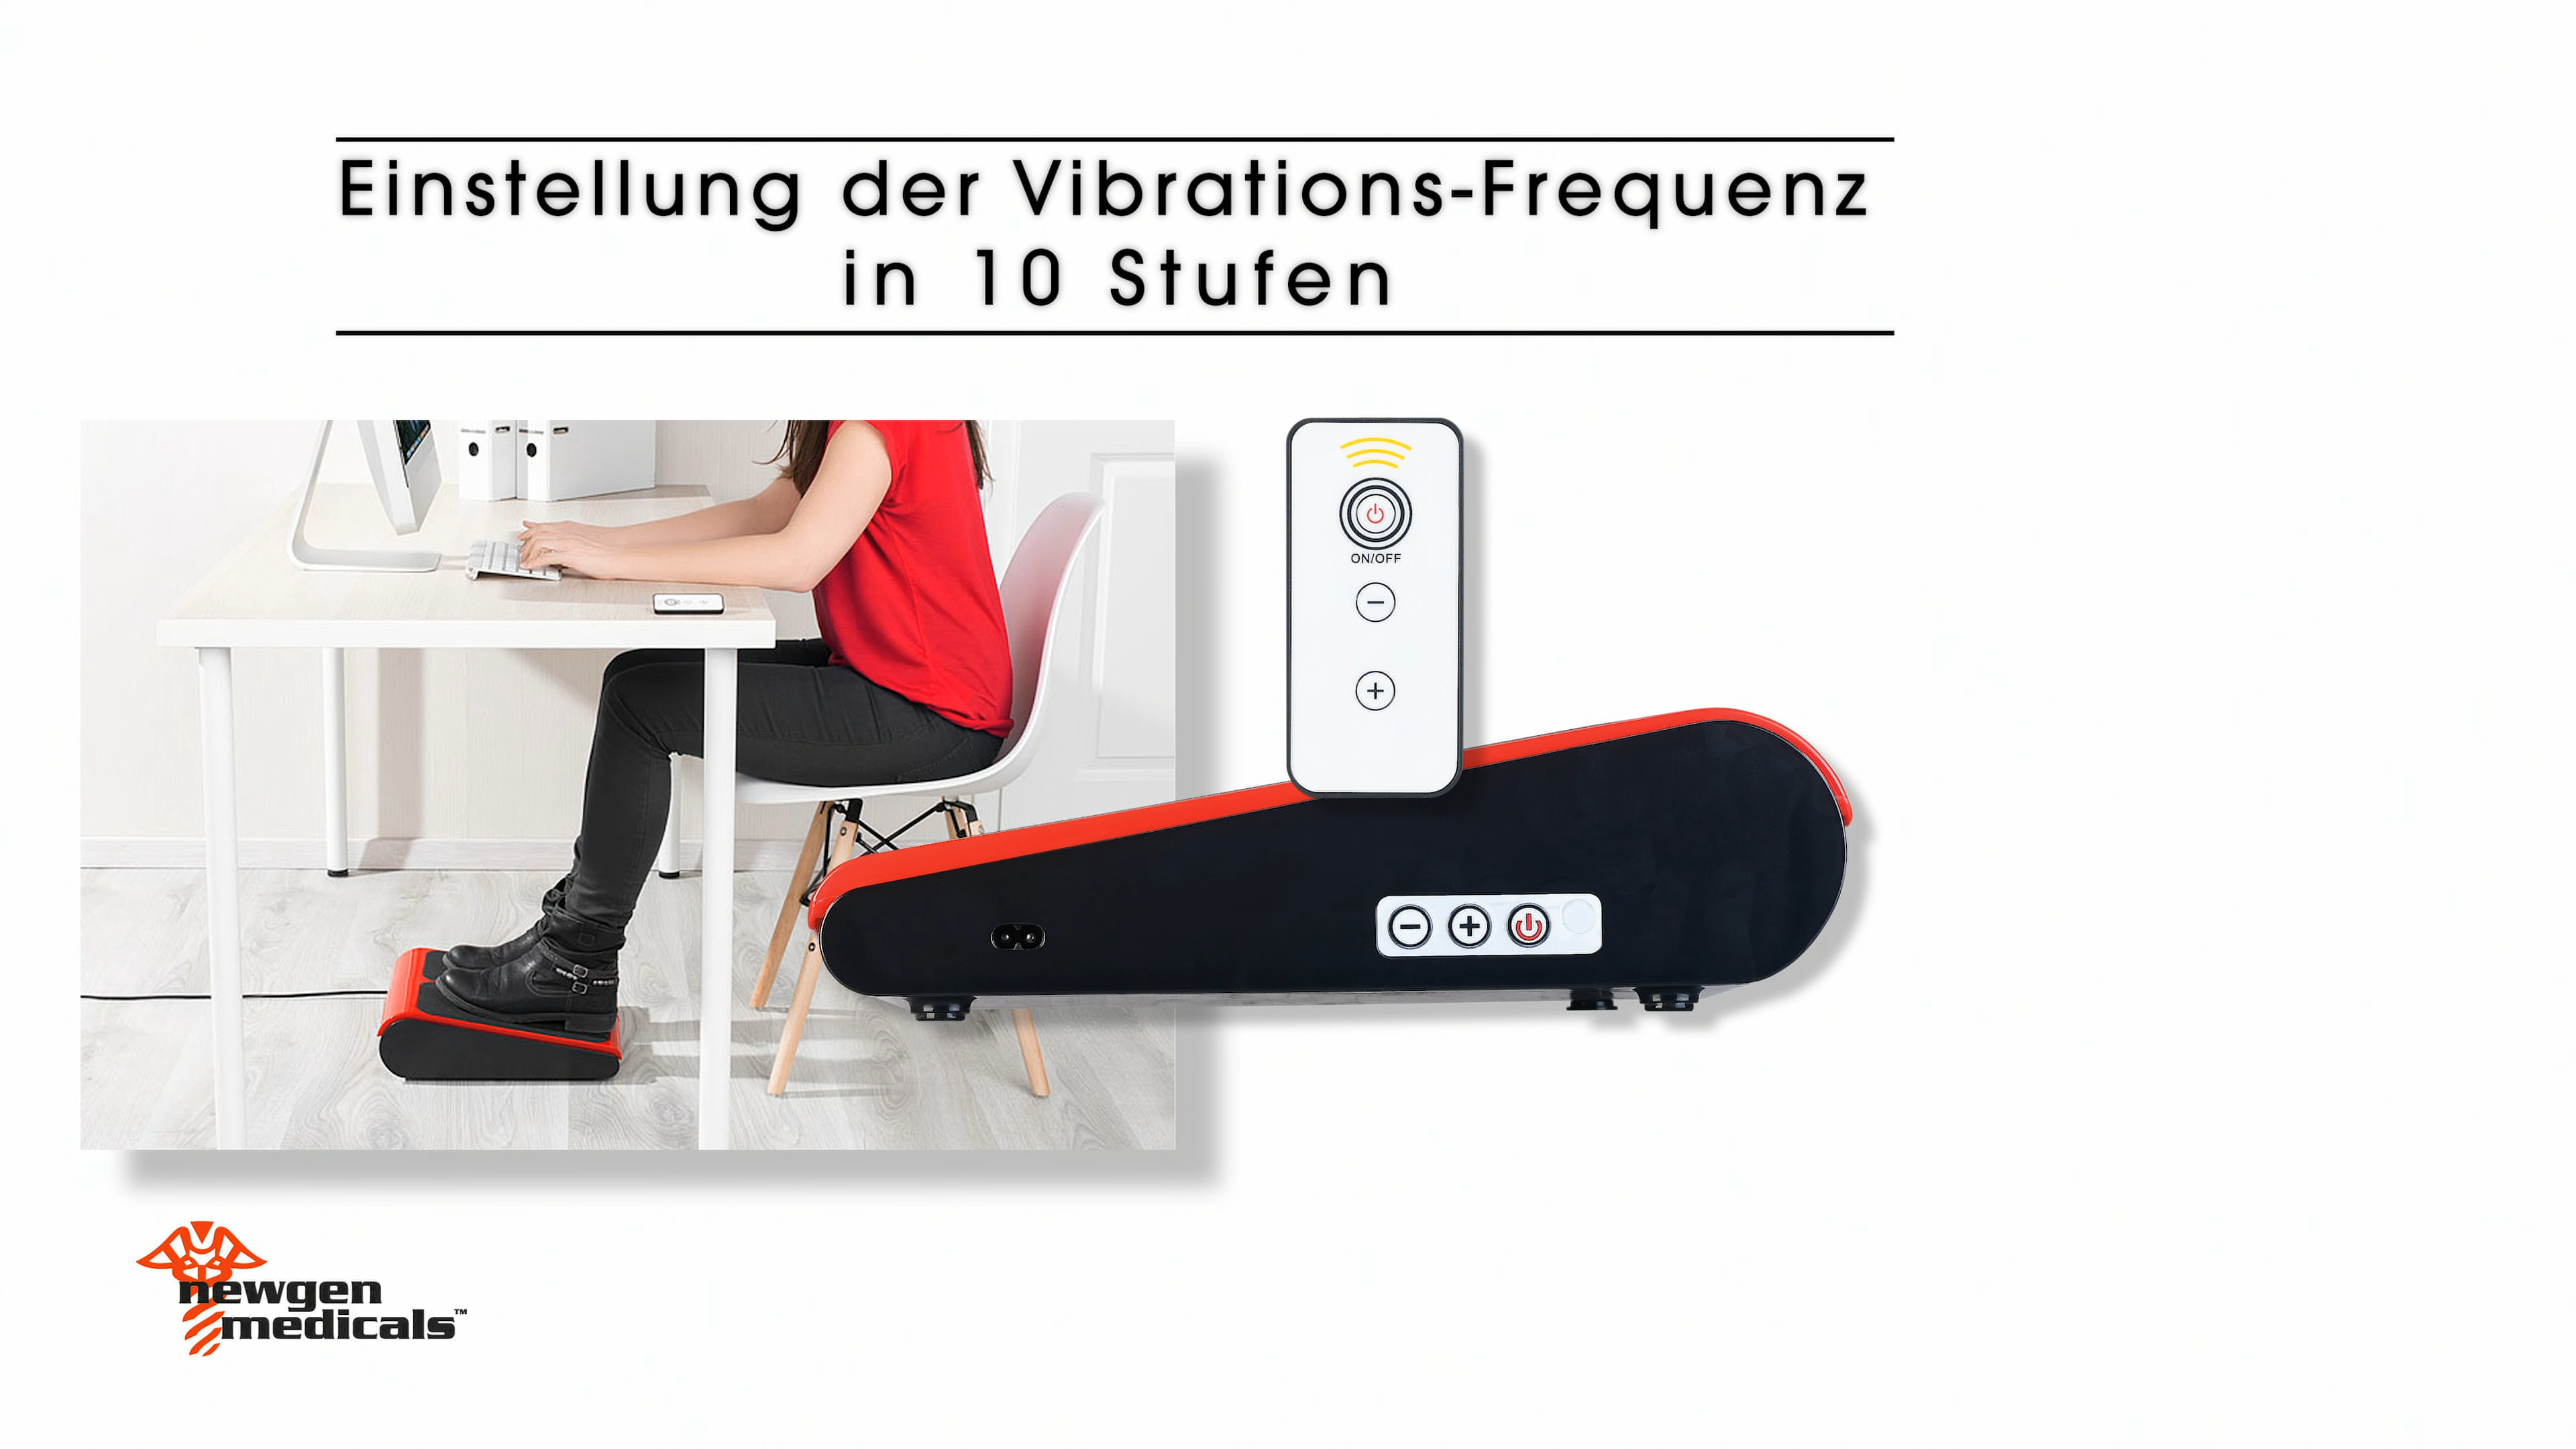 Einstellung der Vibrations-Frequenz
in 10 Stufen
ON/OFF
newgen
medicals™